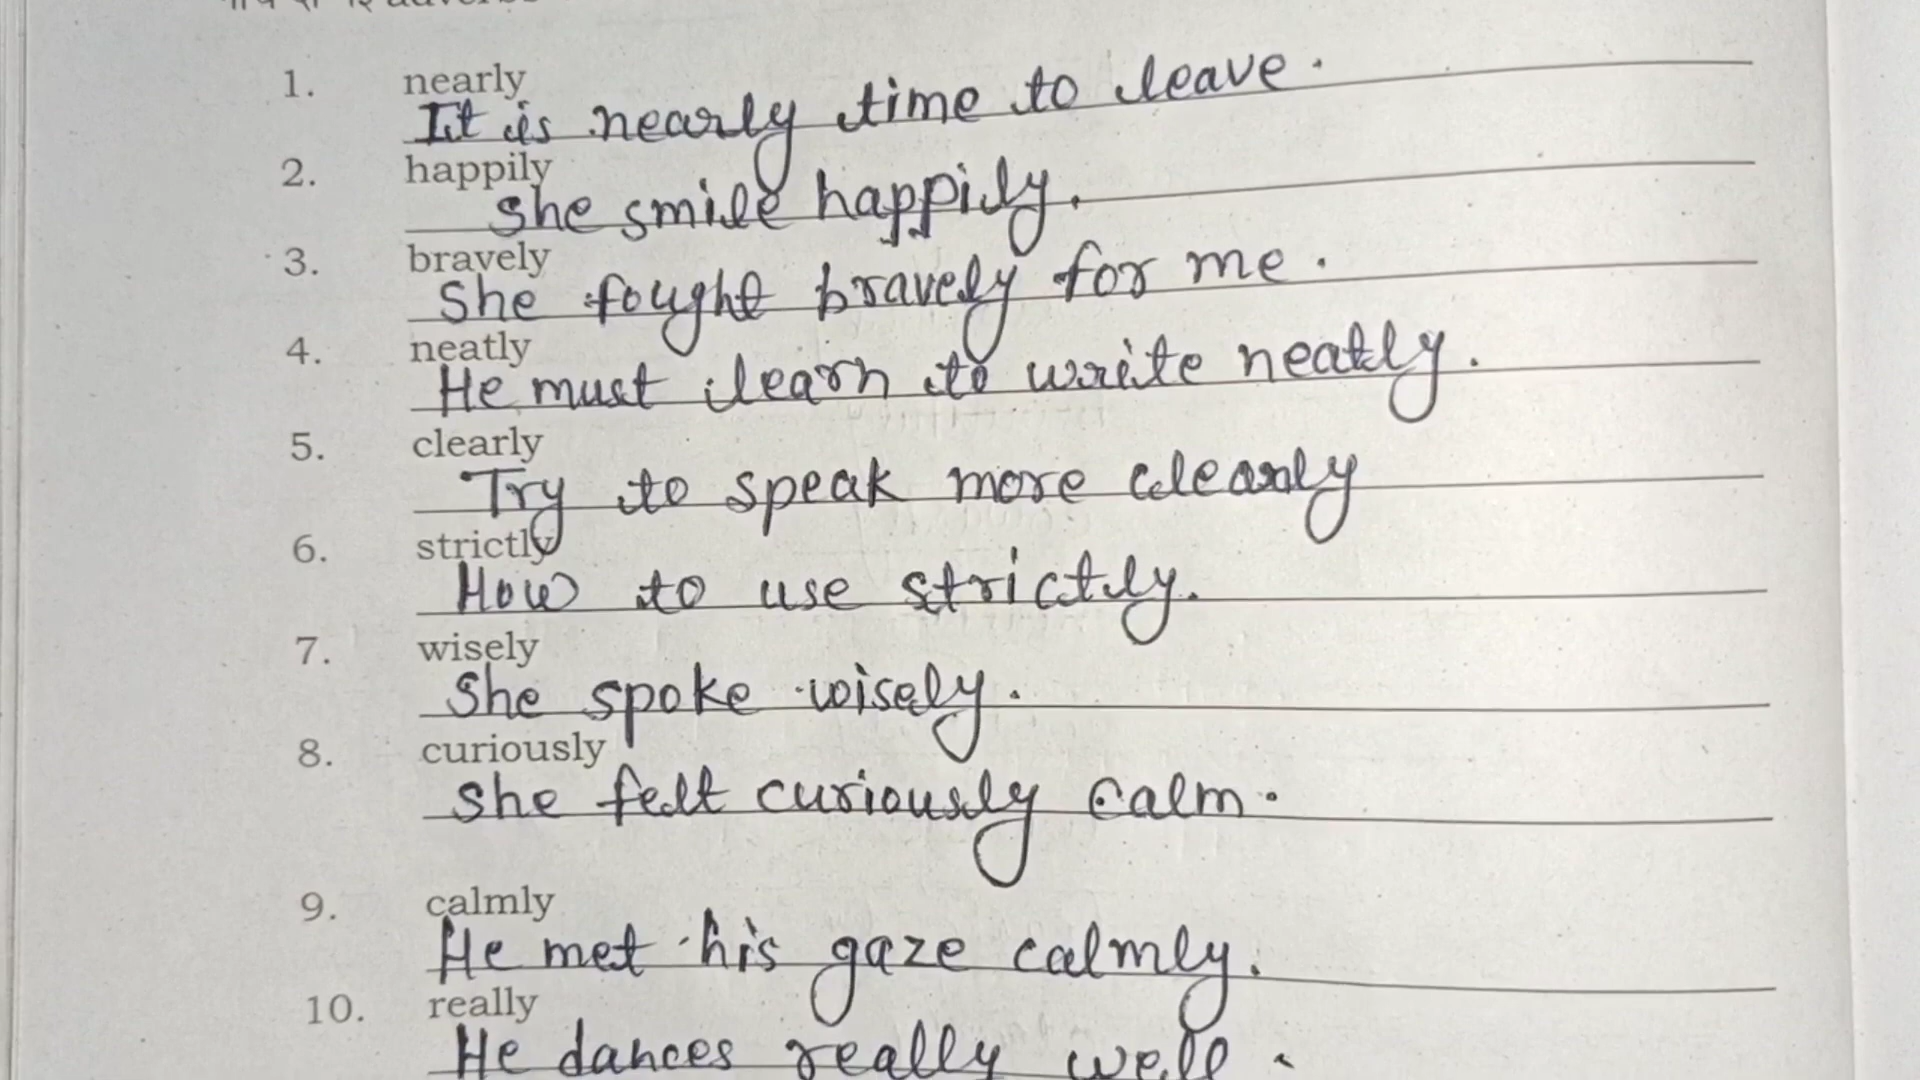 1. nearly
It is nearly time to leave.
2. happily
She smile happily.
3. bravely
She fought bravely for me.
4. neatly
He must learn to write neatly.
5. clearly
Try to speak more clearly
6. strictly
How to use strictly.
7. wisely
She spoke wisely.
8. curiously
She felt curiously calm.
9. calmly
He met his gaze calmly.
10. really
He dances really well.